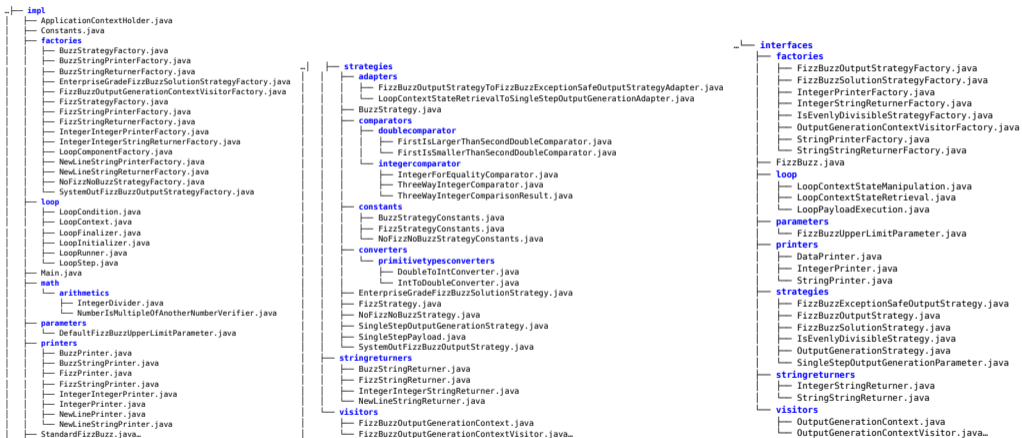 …├── impl
├── ApplicationContextHolder.java
├── Constants.java
├── factories
├── BuzzStrategyFactory.java
├── BuzzStringPrinterFactory.java
├── BuzzStringReturnerFactory.java
├── EnterpriseGradeFizzBuzzSolutionStrategyFactory.java
├── FizzBuzzOutputGenerationContextVisitorFactory.java
├── FizzStrategyFactory.java
├── FizzStringPrinterFactory.java
├── FizzStringReturnerFactory.java
├── IntegerIntegerPrinterFactory.java
├── IntegerIntegerStringReturnerFactory.java
├── LoopComponentFactory.java
├── NewLineStringPrinterFactory.java
├── NewLineStringReturnerFactory.java
├── NoFizzNoBuzzStrategyFactory.java
└── SystemOutFizzBuzzOutputStrategyFactory.java
├── loop
├── LoopCondition.java
├── LoopContext.java
├── LoopFinalizer.java
├── LoopInitializer.java
├── LoopRunner.java
└── LoopStep.java
├── Main.java
├── math
└── arithmetics
├── IntegerDivider.java
└── NumberIsMultipleOfAnotherNumberVerifier.java
├── parameters
└── DefaultFizzBuzzUpperLimitParameter.java
├── printers
├── BuzzPrinter.java
├── BuzzStringPrinter.java
├── FizzPrinter.java
├── FizzStringPrinter.java
├── IntegerIntegerPrinter.java
├── IntegerPrinter.java
├── NewLinePrinter.java
└── NewLineStringPrinter.java
├── StandardFizzBuzz.java…
…│ ├── strategies
├── adapters
├── FizzBuzzOutputStrategyToFizzBuzzExceptionSafeOutputStrategyAdapter.java
└── LoopContextStateRetrievalToSingleStepOutputGenerationAdapter.java
├── BuzzStrategy.java
├── comparators
├── doublecomparator
├── FirstIsLargerThanSecondDoubleComparator.java
└── FirstIsSmallerThanSecondDoubleComparator.java
└── integercomparator
├── IntegerForEqualityComparator.java
├── ThreeWayIntegerComparator.java
└── ThreeWayIntegerComparisonResult.java
├── constants
├── BuzzStrategyConstants.java
├── FizzStrategyConstants.java
└── NoFizzNoBuzzStrategyConstants.java
├── converters
└── primitivetypesconverters
├── DoubleToIntConverter.java
└── IntToDoubleConverter.java
├── EnterpriseGradeFizzBuzzSolutionStrategy.java
├── FizzStrategy.java
├── NoFizzNoBuzzStrategy.java
├── SingleStepOutputGenerationStrategy.java
├── SingleStepPayload.java
└── SystemOutFizzBuzzOutputStrategy.java
├── stringreturners
├── BuzzStringReturner.java
├── FizzStringReturner.java
├── IntegerIntegerStringReturner.java
└── NewLineStringReturner.java
└── visitors
├── FizzBuzzOutputGenerationContext.java
└── FizzBuzzOutputGenerationContextVisitor.java…
…└── interfaces
├── factories
├── FizzBuzzOutputStrategyFactory.java
├── FizzBuzzSolutionStrategyFactory.java
├── IntegerPrinterFactory.java
├── IntegerStringReturnerFactory.java
├── IsEvenlyDivisibleStrategyFactory.java
├── OutputGenerationContextVisitorFactory.java
├── StringPrinterFactory.java
└── StringStringReturnerFactory.java
├── FizzBuzz.java
├── loop
├── LoopContextStateManipulation.java
├── LoopContextStateRetrieval.java
└── LoopPayloadExecution.java
├── parameters
└── FizzBuzzUpperLimitParameter.java
├── printers
├── DataPrinter.java
├── IntegerPrinter.java
└── StringPrinter.java
├── strategies
├── FizzBuzzExceptionSafeOutputStrategy.java
├── FizzBuzzOutputStrategy.java
├── FizzBuzzSolutionStrategy.java
├── IsEvenlyDivisibleStrategy.java
├── OutputGenerationStrategy.java
└── SingleStepOutputGenerationParameter.java
├── stringreturners
├── IntegerStringReturner.java
└── StringStringReturner.java
└── visitors
├── OutputGenerationContext.java
└── OutputGenerationContextVisitor.java…